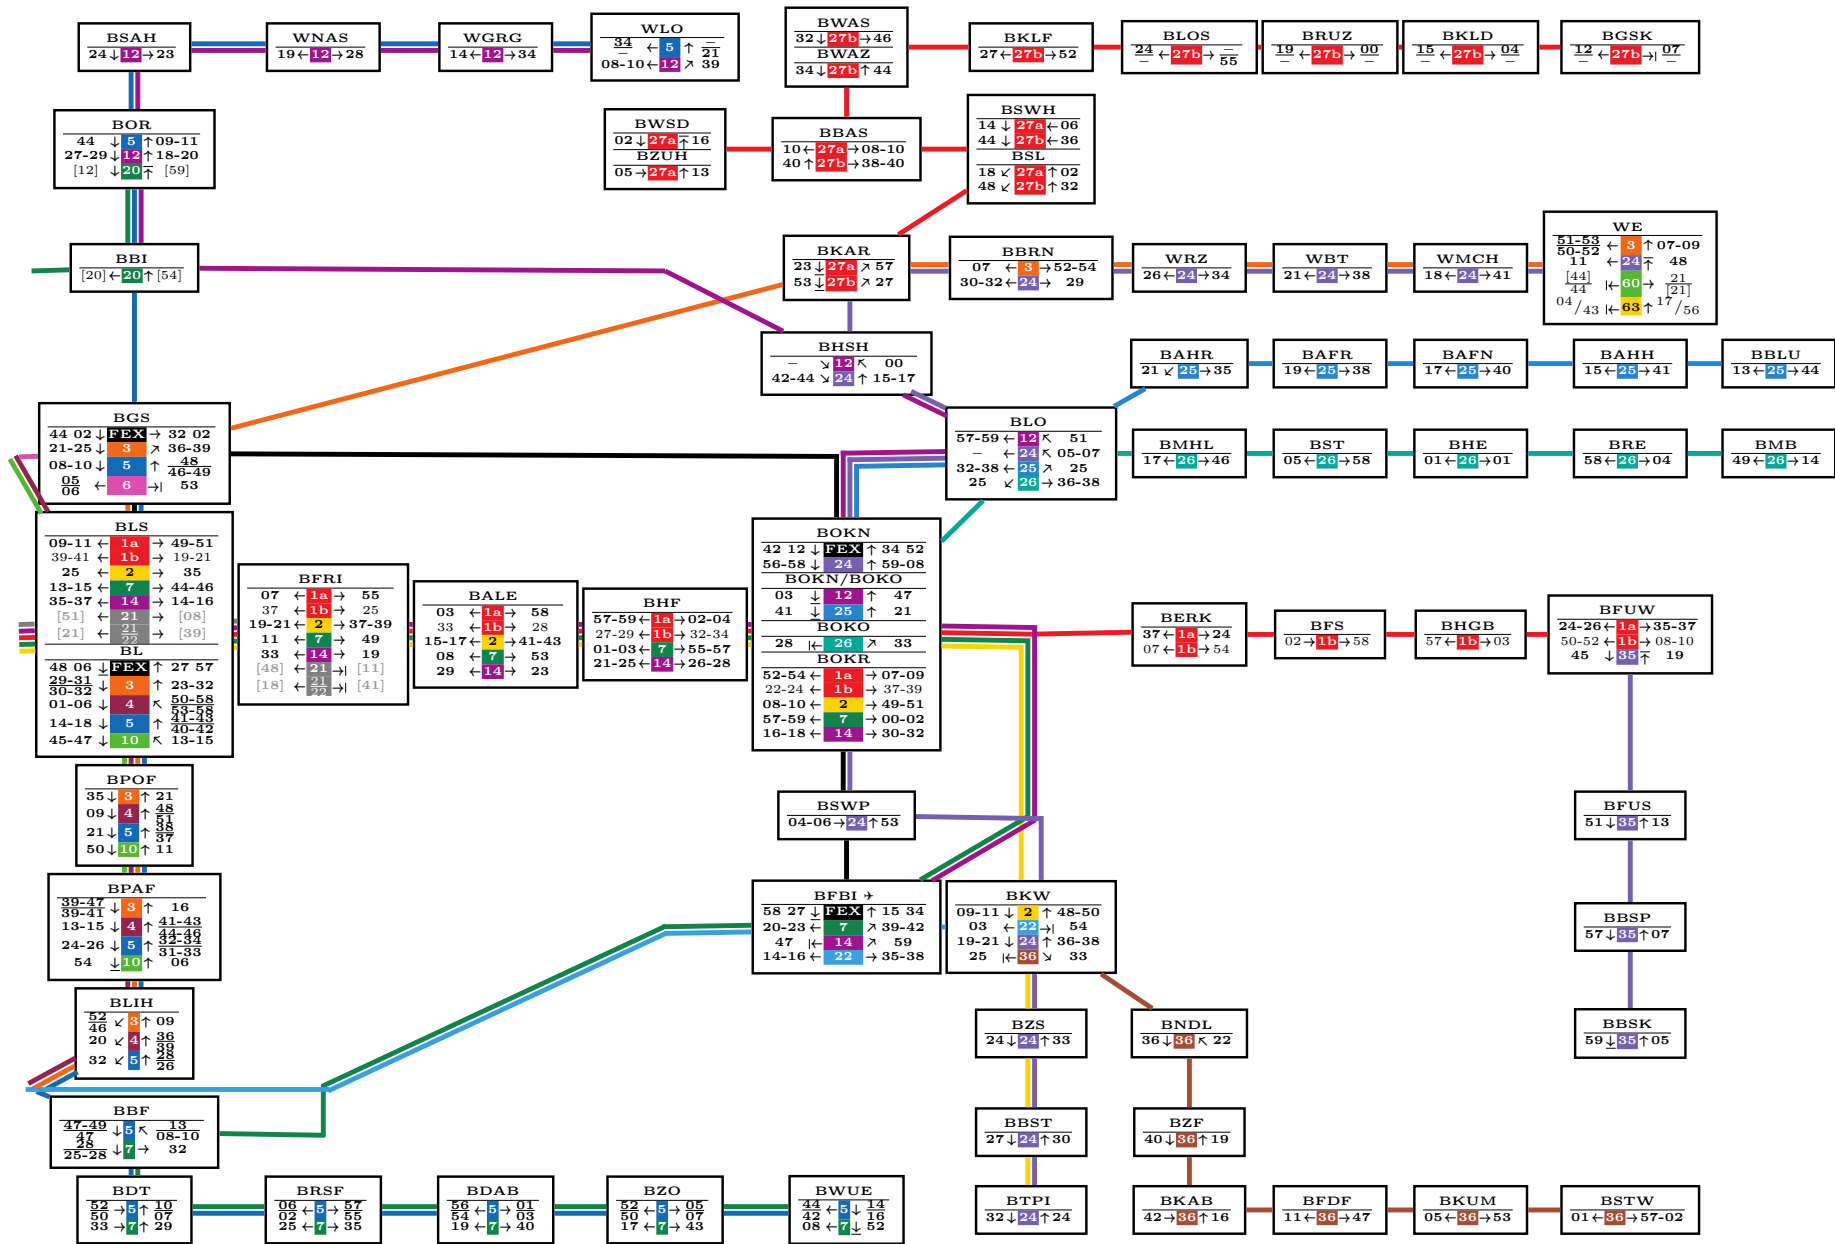 BSAH
24 ↓ 12 → 23
WNAS
19 ← 12 → 28
WGRG
14 ← 12 → 34
WLO
34/– ← 5 ↑ –/21
08-10 ← 12 ↗ 39
BWAS
32 ↓ 27b → 46
BWAZ
34 ↓ 27b ↑ 44
BKLF
27 ← 27b → 52
BLOS
24/– ← 27b → –/55
BRUZ
19/– ← 27b → 00/–
BKLD
15/– ← 27b → 04/–
BGSK
12/– ← 27b →| 07/–
BOR
44 ↓ 5 ↑ 09-11
27-29 ↓ 12 ↑ 18-20
[12] ↓ 20 ↑ [59]
BWSD
02 ↓ 27a ↑ 16
BZUH
05 → 27a ↑ 13
BBAS
10 ← 27a → 08-10
40 ↑ 27b → 38-40
BSWH
14 ↓ 27a ← 06
44 ↓ 27b ← 36
BSL
18 ↙ 27a ↑ 02
48 ↙ 27b ↑ 32
BBI
[20] ← 20 ↑ [54]
BKAR
23 ↓ 27a ↗ 57
53 ↓ 27b ↗ 27
BBRN
07 ← 3 → 52-54
30-32 ← 24 → 29
WRZ
26 ← 24 → 34
WBT
21 ← 24 → 38
WMCH
18 ← 24 → 41
WE
51-53/50-52 ← 3 ↑ 07-09
11 ← 24 ↑ 48
[44]/44 |← 60 → 21/[21]
04/43 |← 63 ↑ 17/56
BHSH
– ↘ 12 ↖ 00
42-44 ↘ 24 ↑ 15-17
BAHR
21 ↙ 25 → 35
BAFR
19 ← 25 → 38
BAFN
17 ← 25 → 40
BAHH
15 ← 25 → 41
BBLU
13 ← 25 → 44
BGS
44 02 ↓ FEX → 32 02
21-25 ↓ 3 ↗ 36-39
08-10 ↓ 5 ↑ 48/46-49
05/06 ← 6 →| 53
BLO
57-59 ← 12 ↖ 51
– ← 24 ↖ 05-07
32-38 ← 25 ↗ 25
25 ↙ 26 → 36-38
BMHL
17 ← 26 → 46
BST
05 ← 26 → 58
BHE
01 ← 26 → 01
BRE
58 ← 26 → 04
BMB
49 ← 26 → 14
BLS
09-11 ← 1a → 49-51
39-41 ← 1b → 19-21
25 ← 2 → 35
13-15 ← 7 → 44-46
35-37 ← 14 → 14-16
[51] ← 21 → [08]
[21] ← 21/22 → [39]
BL
48 06 ↓ FEX ↑ 27 57
29-31/30-32 ↓ 3 ↑ 23-32
01-06 ↓ 4 ↖ 50-58/53-58
14-18 ↓ 5 ↑ 41-43/40-42
45-47 ↓ 10 ↖ 13-15
BFRI
07 ← 1a → 55
37 ← 1b → 25
19-21 ← 2 → 37-39
11 ← 7 → 49
33 ← 14 → 19
[48] ← 21 →| [11]
[18] ← 21/22 →| [41]
BALE
03 ← 1a → 58
33 ← 1b → 28
15-17 ← 2 → 41-43
08 ← 7 → 53
29 ← 14 → 23
BHF
57-59 ← 1a → 02-04
27-29 ← 1b → 32-34
01-03 ← 7 → 55-57
21-25 ← 14 → 26-28
BOKN
42 12 ↓ FEX ↑ 34 52
56-58 ↓ 24 ↑ 59-08
BOKN/BOKO
03 ↓ 12 ↑ 47
41 ↓ 25 ↑ 21
BOKO
28 |← 26 ↗ 33
BOKR
52-54 ← 1a → 07-09
22-24 ← 1b → 37-39
08-10 ← 2 → 49-51
57-59 ← 7 → 00-02
16-18 ← 14 → 30-32
BERK
37 ← 1a → 24
07 ← 1b → 54
BFS
02 → 1b → 58
BHGB
57 ← 1b → 03
BFUW
24-26 ← 1a → 35-37
50-52 ← 1b → 08-10
45 ↓ 35 ↑ 19
BPOF
35 ↓ 3 ↑ 21
09 ↓ 4 ↑ 48/51
21 ↓ 5 ↑ 38/37
50 ↓ 10 ↑ 11
BSWP
04-06 → 24 ↑ 53
BFUS
51 ↓ 35 ↑ 13
BPAF
39-47/39-41 ↓ 3 ↑ 16
13-15 ↓ 4 ↑ 41-43/44-46
24-26 ↓ 5 ↑ 32-34/31-33
54 ↓ 10 ↑ 06
BFBI ✈
58 27 ↓ FEX ↑ 15 34
20-23 ← 7 ↗ 39-42
47 |← 14 ↗ 59
14-16 ← 22 → 35-38
BKW
09-11 ↓ 2 ↑ 48-50
03 ← 22 →| 54
19-21 ↓ 24 ↑ 36-38
25 |← 36 ↘ 33
BBSP
57 ↓ 35 ↑ 07
BLIH
52/46 ↙ 3 ↑ 09
20 ↙ 4 ↑ 36/39
32 ↙ 5 ↑ 28/26
BZS
24 ↓ 24 ↑ 33
BNDL
36 ↓ 36 ↖ 22
BBSK
59 ↓ 35 ↑ 05
BBF
47-49/47 ↓ 5 ↖ 13/08-10
28/25-28 ↓ 7 → 32
BBST
27 ↓ 24 ↑ 30
BZF
40 ↓ 36 ↑ 19
BDT
52/50 → 5 ↑ 10/07
33 → 7 ↑ 29
BRSF
06/02 ← 5 → 57/55
25 ← 7 → 35
BDAB
56/54 ← 5 → 01/03
19 ← 7 → 40
BZO
52/50 ← 5 → 05/07
17 ← 7 → 43
BWUE
44/42 ← 5 ↓ 14/16
08 ← 7 ↓ 52
BTPI
32 ↓ 24 ↑ 24
BKAB
42 → 36 ↑ 16
BFDF
11 ← 36 → 47
BKUM
05 ← 36 → 53
BSTW
01 ← 36 → 57-02